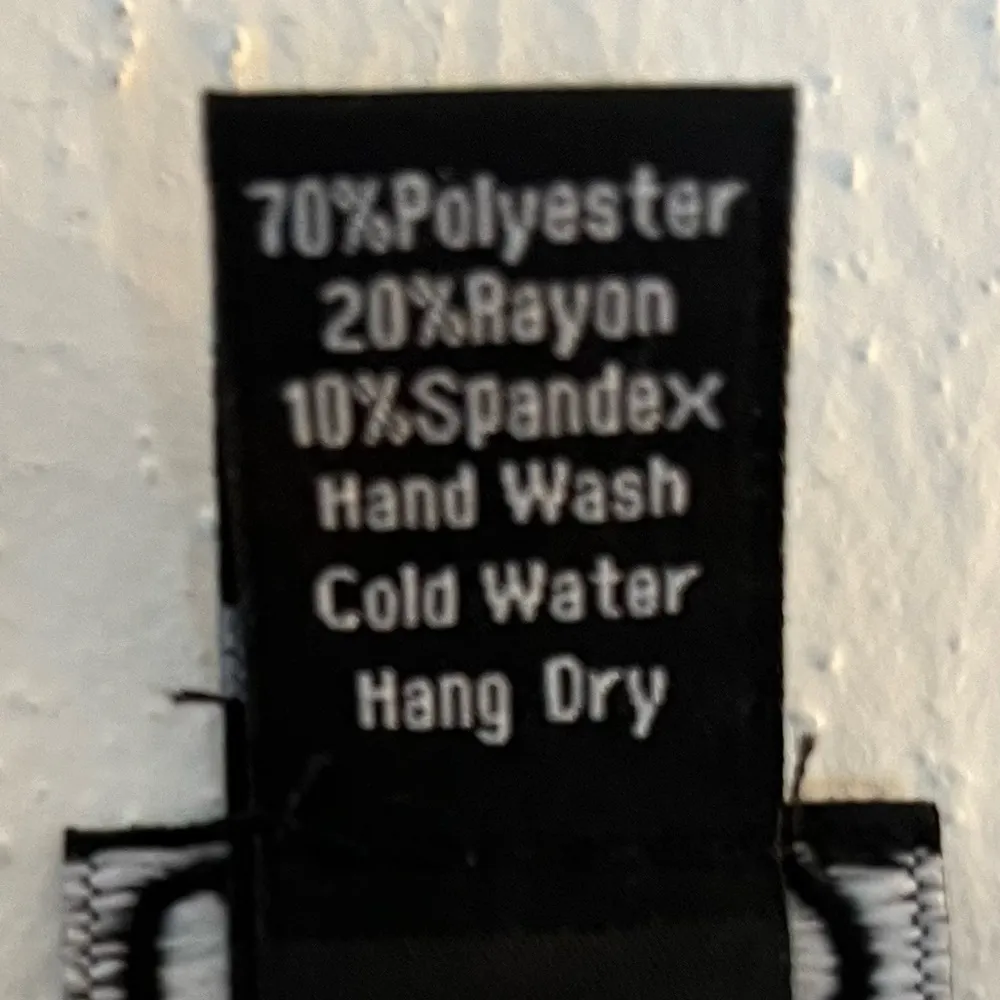 70%Polyester
20%Rayon
10%Spandex
Hand Wash
Cold Water
Hang Dry